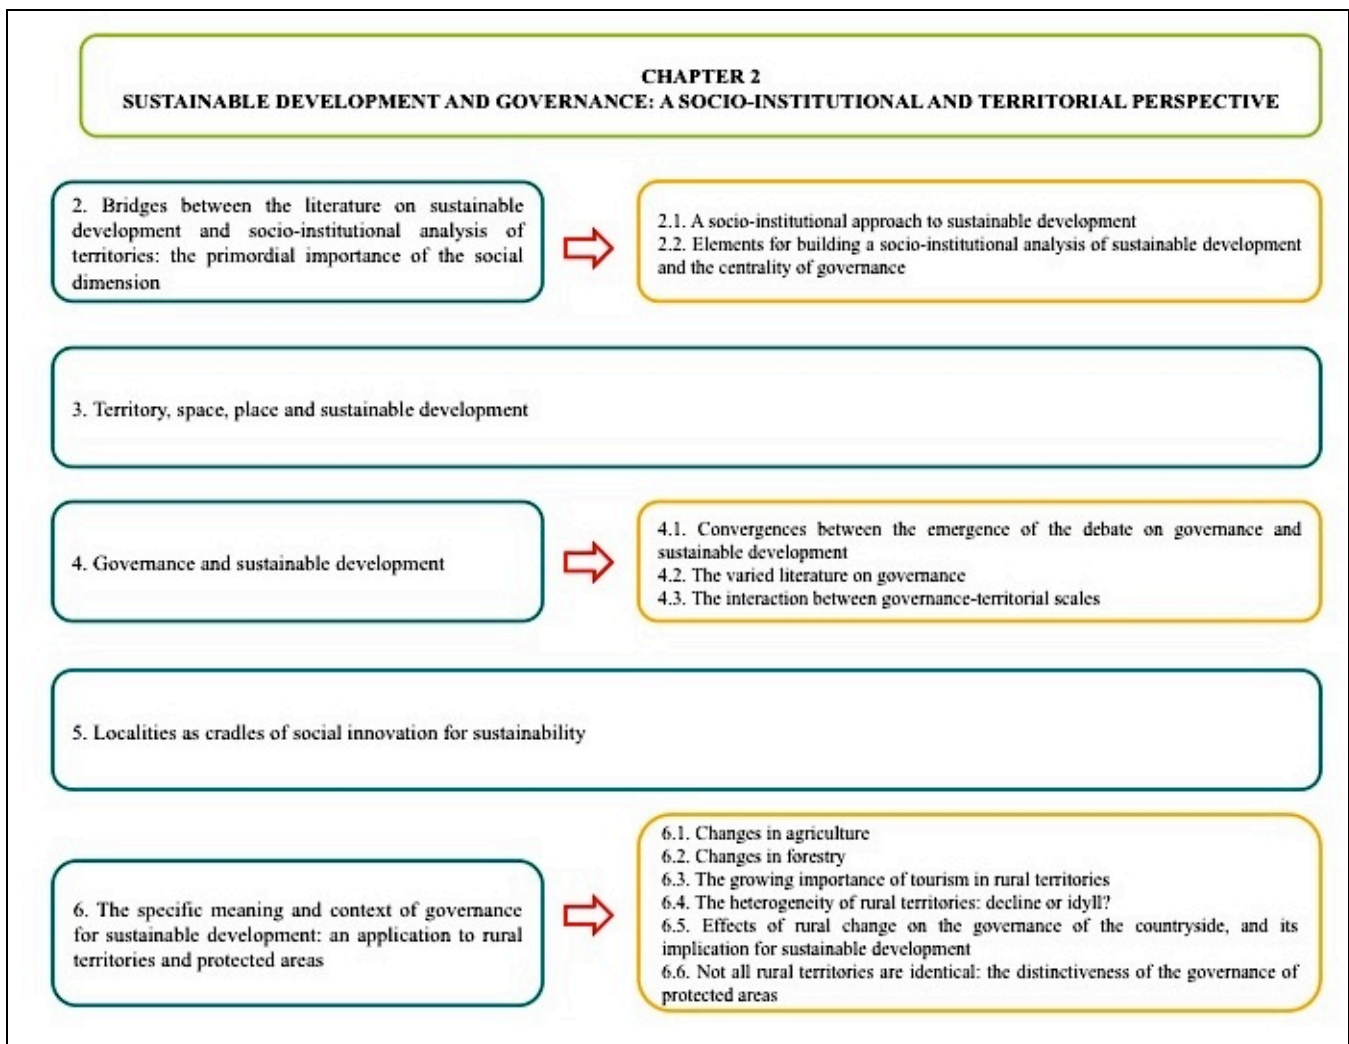 CHAPTER 2
SUSTAINABLE DEVELOPMENT AND GOVERNANCE: A SOCIO-INSTITUTIONAL AND TERRITORIAL PERSPECTIVE
2. Bridges between the literature on sustainable
development and socio-institutional analysis of
territories: the primordial importance of the social
dimension
2.1. A socio-institutional approach to sustainable development
2.2. Elements for building a socio-institutional analysis of sustainable development
and the centrality of governance
3. Territory, space, place and sustainable development
4. Governance and sustainable development
4.1. Convergences between the emergence of the debate on governance and
sustainable development
4.2. The varied literature on governance
4.3. The interaction between governance-territorial scales
5. Localities as cradles of social innovation for sustainability
6. The specific meaning and context of governance
for sustainable development: an application to rural
territories and protected areas
6.1. Changes in agriculture
6.2. Changes in forestry
6.3. The growing importance of tourism in rural territories
6.4. The heterogeneity of rural territories: decline or idyll?
6.5. Effects of rural change on the governance of the countryside, and its
implication for sustainable development
6.6. Not all rural territories are identical: the distinctiveness of the governance of
protected areas